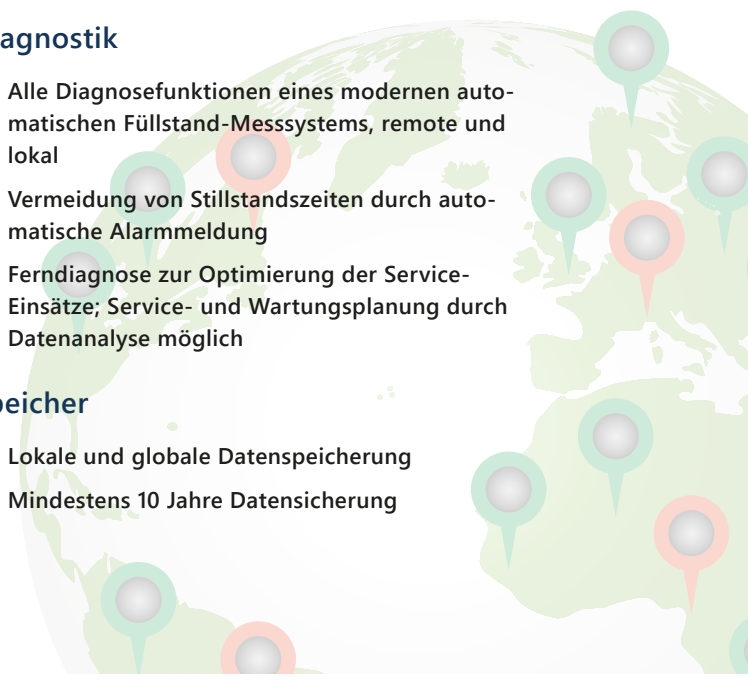 agnostik
Alle Diagnosefunktionen eines modernen auto-
matischen Füllstand-Messsystems, remote und
lokal
Vermeidung von Stillstandszeiten durch auto-
matische Alarmmeldung
Ferndiagnose zur Optimierung der Service-
Einsätze; Service- und Wartungsplanung durch
Datenanalyse möglich
peicher
Lokale und globale Datenspeicherung
Mindestens 10 Jahre Datensicherung